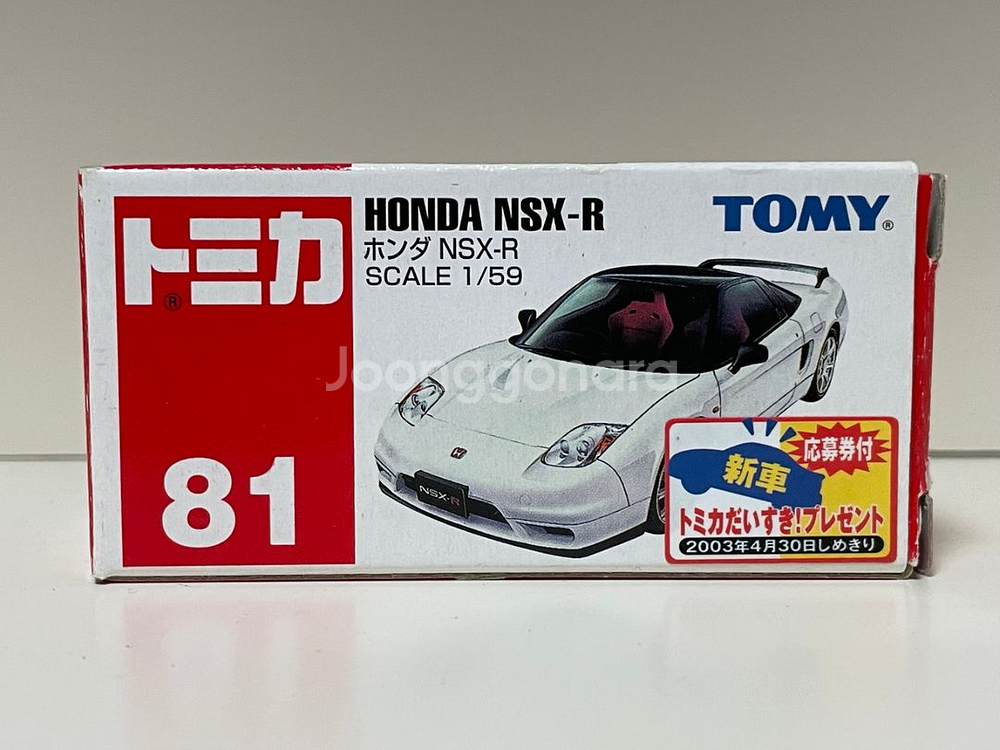 トミカ®
81
HONDA NSX-R
ホンダ NSX-R
SCALE 1/59
TOMY®
NSX-R
Joonggonara
新車
応募券付
トミカだいすき!プレゼント
2003年4月30日しめきり